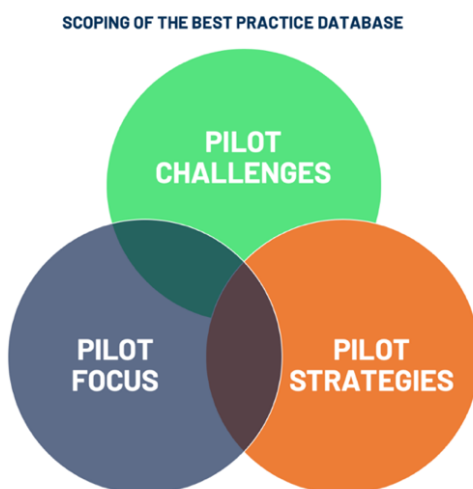 SCOPING OF THE BEST PRACTICE DATABASE
PILOT
CHALLENGES
PILOT
FOCUS
PILOT
STRATEGIES